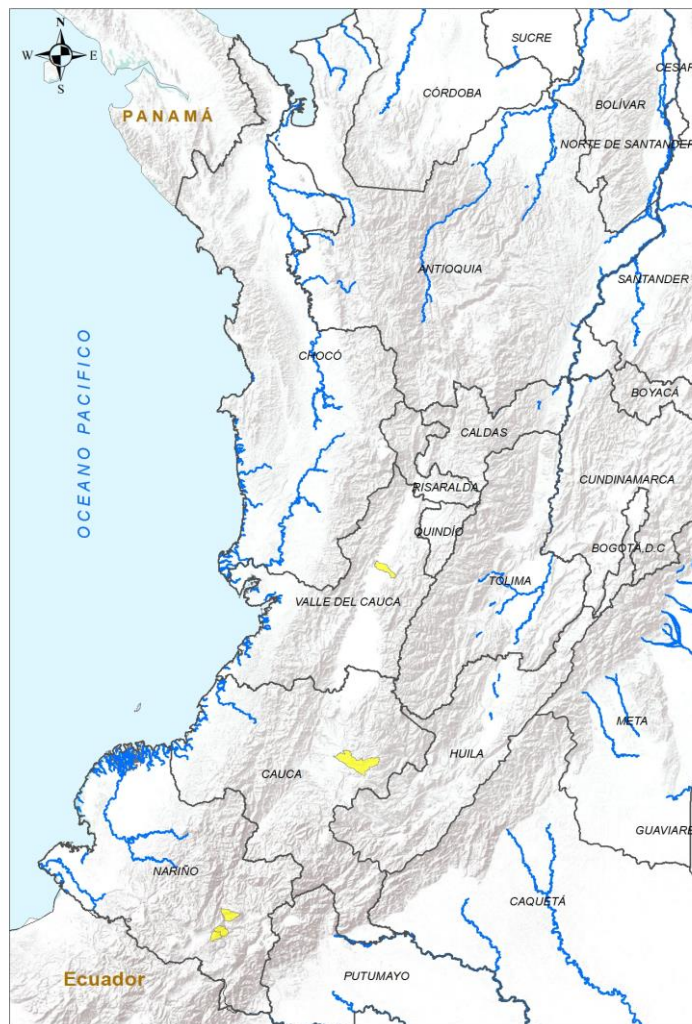 N
W E
S
SUCRE
CESAR
CÓRDOBA
BOLÍVAR
PANAMÁ
NORTE DE SANTANDER
ANTIOQUIA
SANTANDER
OCEANO PACIFICO
CHOCÓ
BOYACÁ
CALDAS
CUNDINAMARCA
RISARALDA
QUINDÍO
BOGOTÁ, D.C
TOLIMA
VALLE DEL CAUCA
META
HUILA
CAUCA
GUAVIARE
NARIÑO
CAQUETÁ
Ecuador
PUTUMAYO